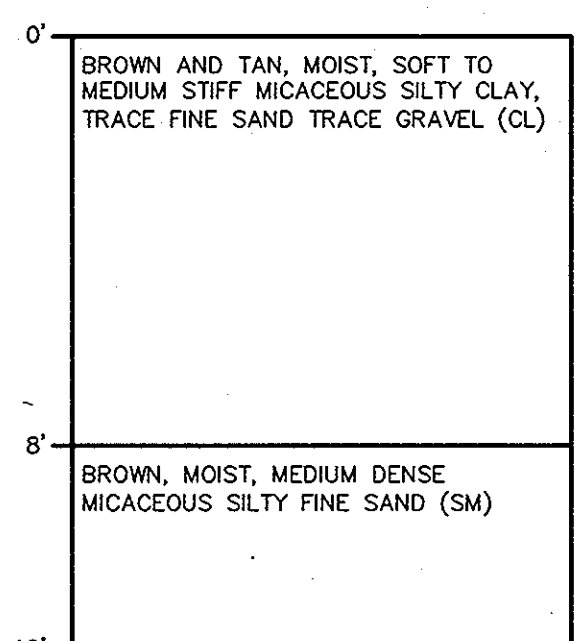 0'
BROWN AND TAN, MOIST, SOFT TO
MEDIUM STIFF MICACEOUS SILTY CLAY,
TRACE FINE SAND TRACE GRAVEL (CL)
8'
BROWN, MOIST, MEDIUM DENSE
MICACEOUS SILTY FINE SAND (SM)